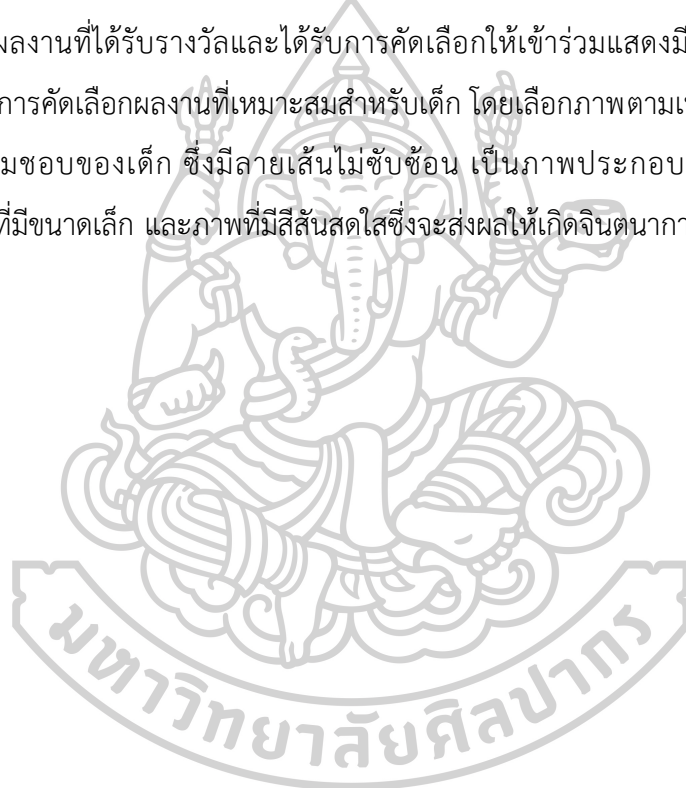 ผลงานที่ได้รับรางวัลและได้รับการคัดเลือกให้เข้าร่วมแสดงมี
การคัดเลือกผลงานที่เหมาะสมสำหรับเด็ก โดยเลือกภาพตามเ
มชอบของเด็ก ซึ่งมีลายเส้นไม่ซับซ้อน เป็นภาพประกอบ
ที่มีขนาดเล็ก และภาพที่มีสีสันสดใสซึ่งจะส่งผลให้เกิดจินตนากา
มหาวิทยาลัยศิลปากร